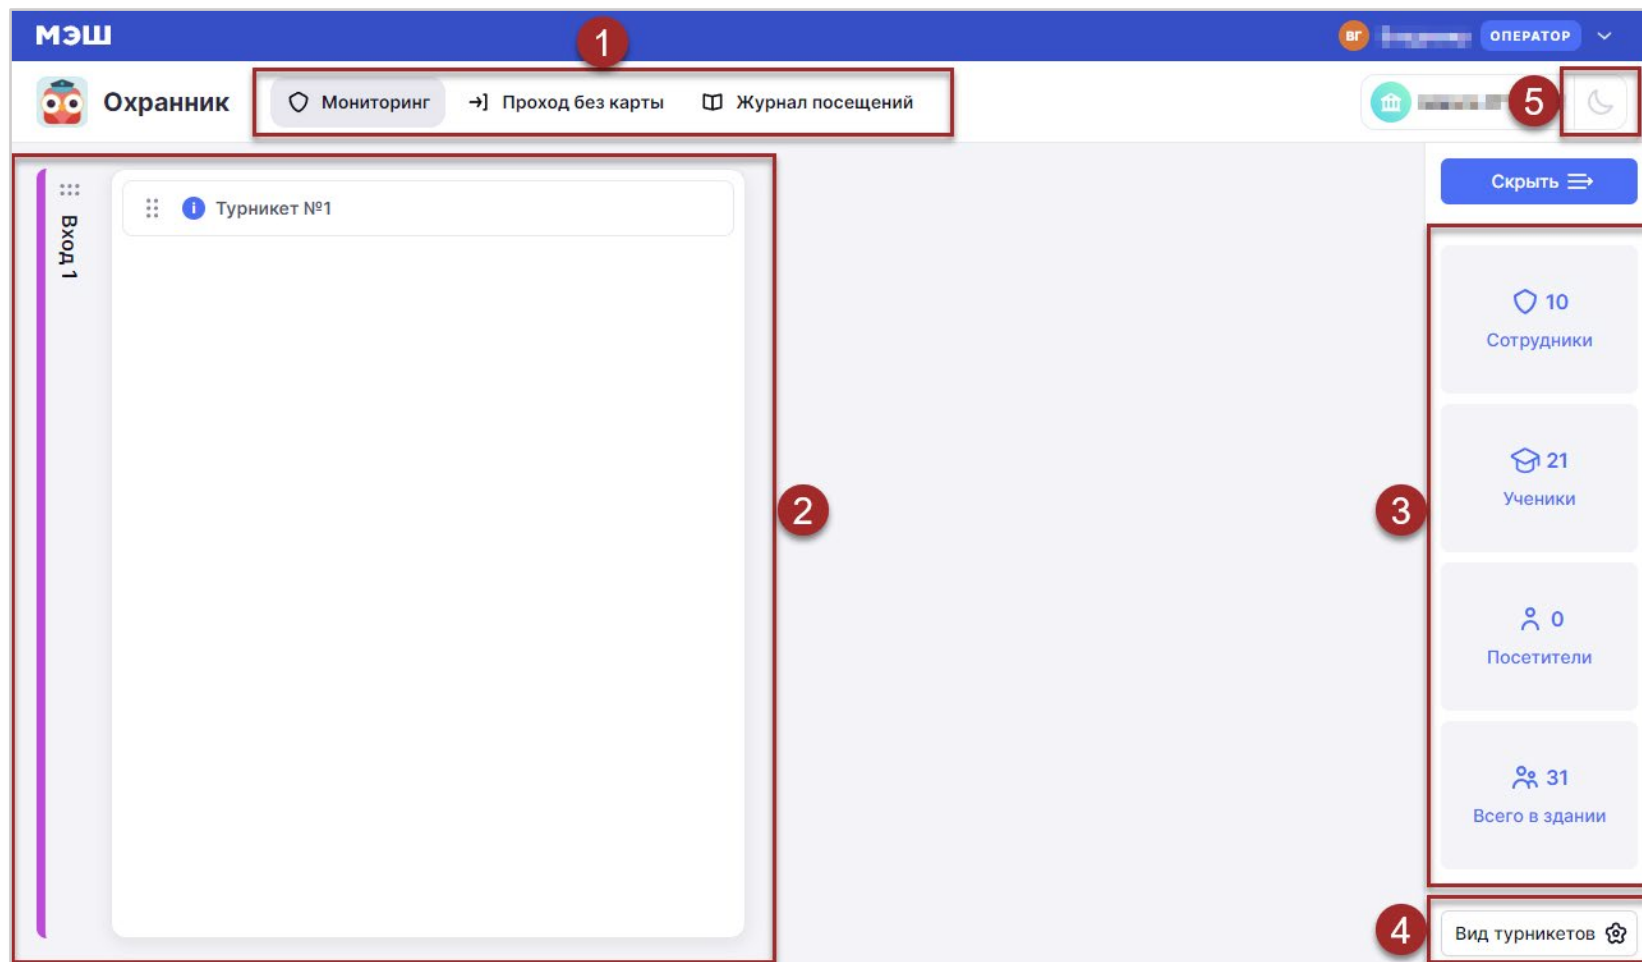 МЭШ
1
ВГ ОПЕРАТОР
Охранник
Мониторинг
Проход без карты
Журнал посещений
5
Скрыть
Вход 1
Турникет №1
10
Сотрудники
21
Ученики
2
3
0
Посетители
31
Всего в здании
4
Вид турникетов